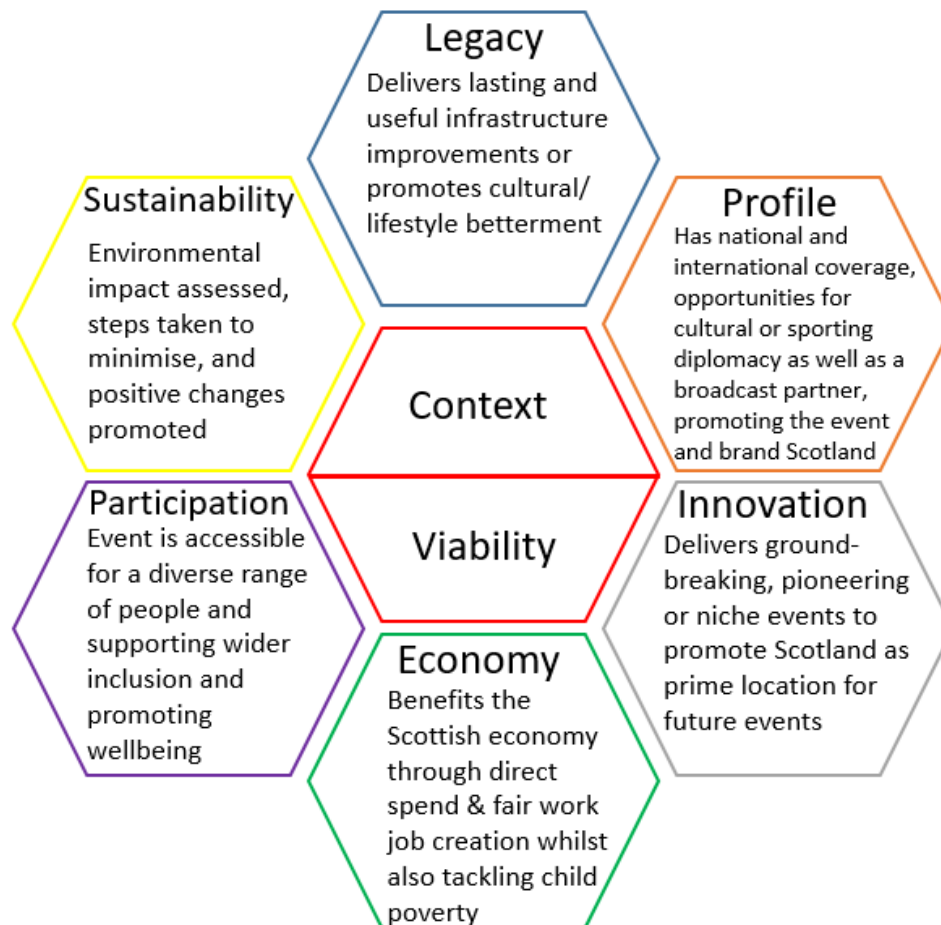 Legacy
Delivers lasting and
useful infrastructure
improvements or
promotes cultural/
lifestyle betterment
Sustainability
Environmental
impact assessed,
steps taken to
minimise, and
positive changes
promoted
Profile
Has national and
international coverage,
opportunities for
cultural or sporting
diplomacy as well as a
broadcast partner,
promoting the event
and brand Scotland
Context
Viability
Participation
Event is accessible
for a diverse range
of people and
supporting wider
inclusion and
promoting
wellbeing
Innovation
Delivers ground-
breaking, pioneering
or niche events to
promote Scotland as
prime location for
future events
Economy
Benefits the
Scottish economy
through direct
spend & fair work
job creation whilst
also tackling child
poverty